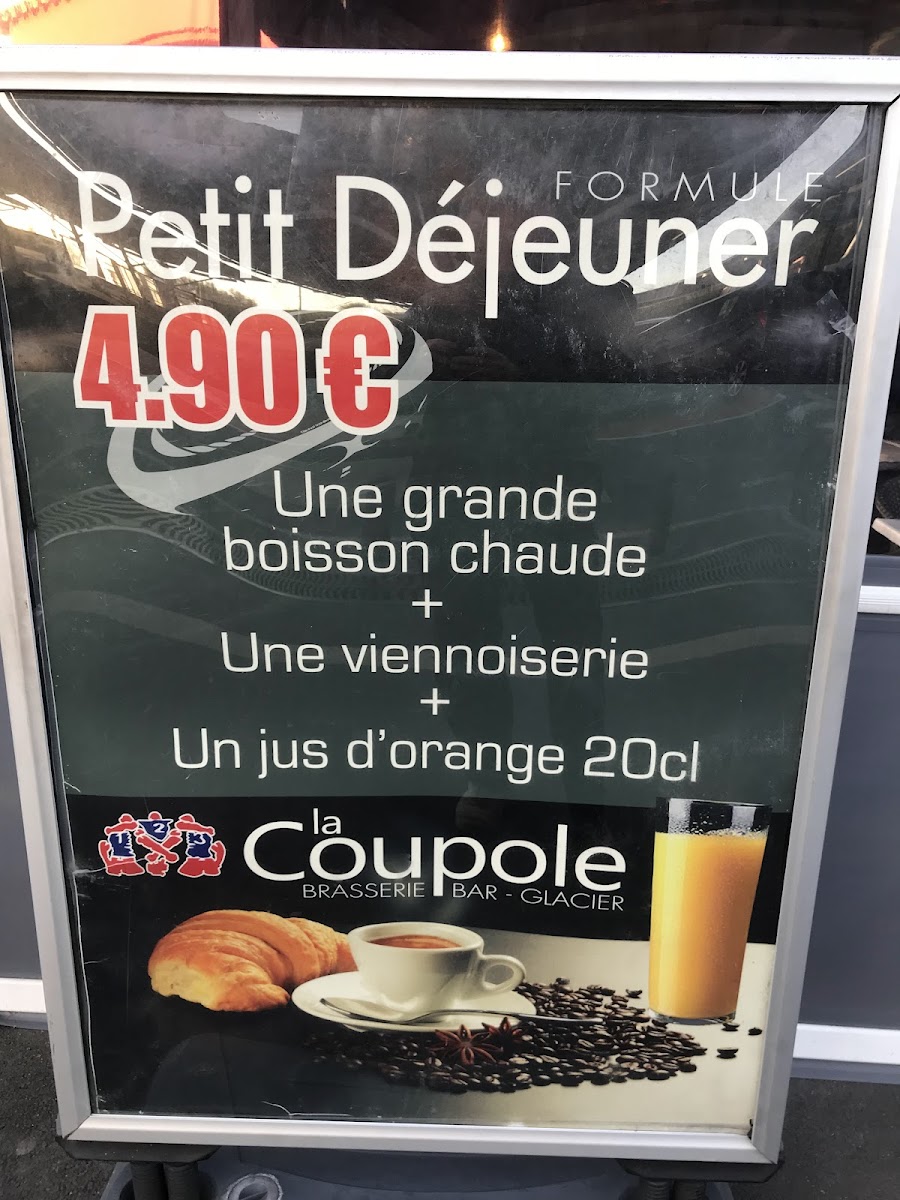 FORMULE
Petit Déjeuner
4.90 €
Une grande
boisson chaude
+
Une viennoiserie
+
Un jus d'orange 20cl
la
Coupole
BRASSERIE BAR - GLACIER